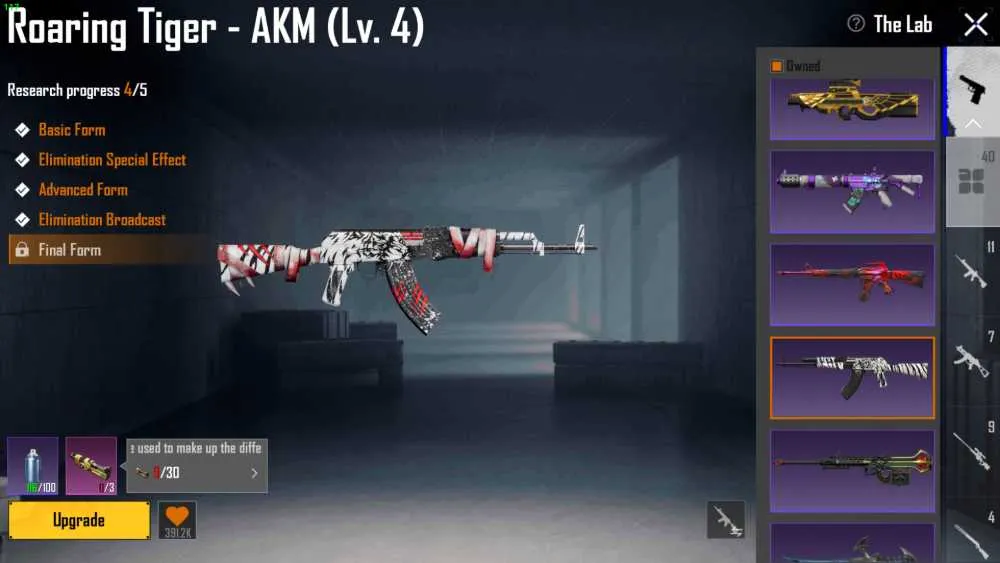 Roaring Tiger - AKM (Lv. 4)
The Lab
Research progress 4/5
Basic Form
Elimination Special Effect
Advanced Form
Elimination Broadcast
Final Form
Owned
40
11
7
9
4
used to make up the diffe
/30
/100
0/3
Upgrade
391.2K